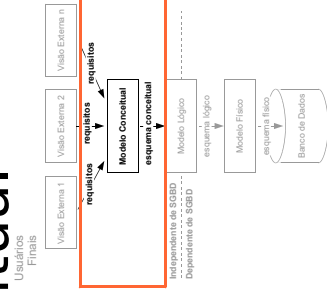 Usuários
Finais
Visão Externa 1
Visão Externa 2
Visão Externa n
requisitos
requisitos
requisitos
Modelo Conceitual
esquema conceitual
Independente de SGBD
Dependente de SGBD
Modelo Lógico
esquema lógico
Modelo Físico
esquema físico
Banco de Dados